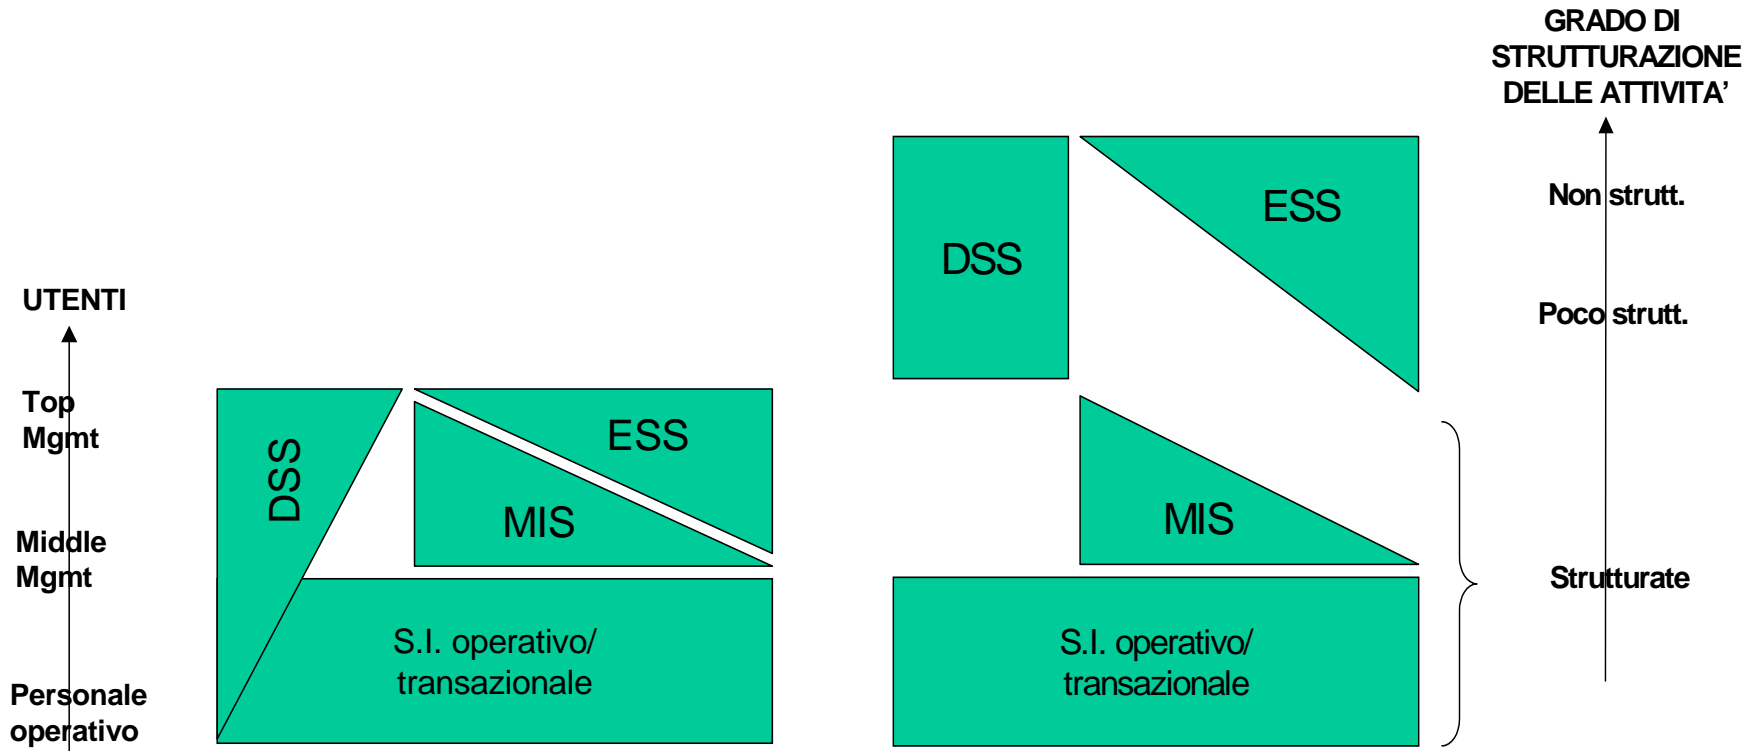 GRADO DI
STRUTTURAZIONE
DELLE ATTIVITA’
Non strutt.
Poco strutt.
Strutturate
UTENTI
Top
Mgmt
Middle
Mgmt
Personale
operativo
DSS
ESS
MIS
S.I. operativo/
transazionale
DSS
ESS
MIS
S.I. operativo/
transazionale